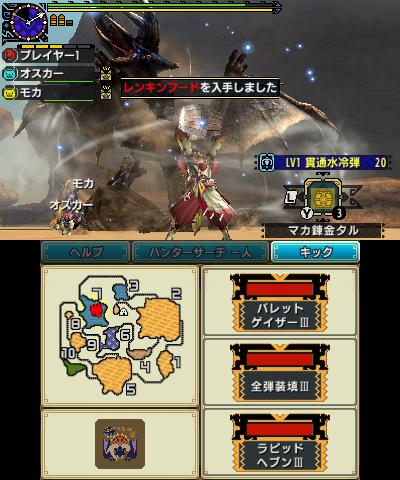 プレイヤー1
オスカー
モカ
レンキンフードを入手しました
モカ
オスカー
LV1 貫通水冷弾 20
L
Y 3
マカ錬金タル
ヘルプ
ハンターサーチ 一人
キック
1
2
3
4
5
6
7
8
9
10
バレット
ゲイザーⅢ
全弾装填Ⅲ
ラピッド
ヘブンⅢ